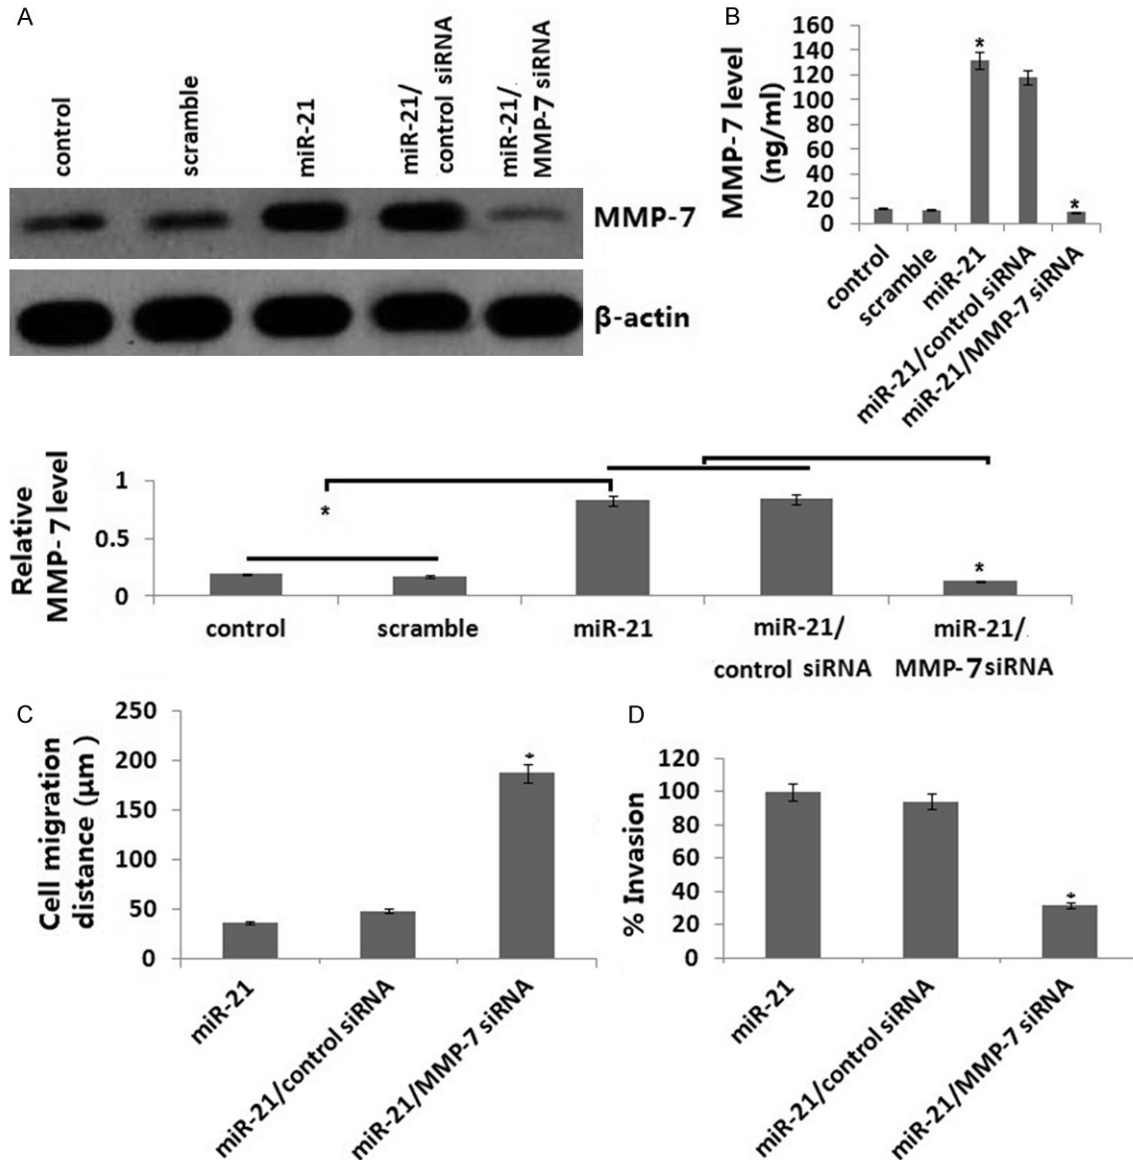 A
control
scramble
miR-21
miR-21/
control siRNA
miR-21/
MMP-7 siRNA
MMP-7
β-actin
B
MMP-7 level
(ng/ml)
160
140
120
100
80
60
40
20
0
*
*
control
scramble
miR-21
miR-21/control siRNA
miR-21/MMP-7 siRNA
Relative
MMP-7 level
1
0.5
0
*
*
control
scramble
miR-21
miR-21/
control siRNA
miR-21/
MMP-7 siRNA
C
Cell migration
distance (µm )
250
200
150
100
50
0
*
miR-21
miR-21/control siRNA
miR-21/MMP-7 siRNA
D
% Invasion
120
100
80
60
40
20
0
*
miR-21
miR-21/control siRNA
miR-21/MMP-7 siRNA